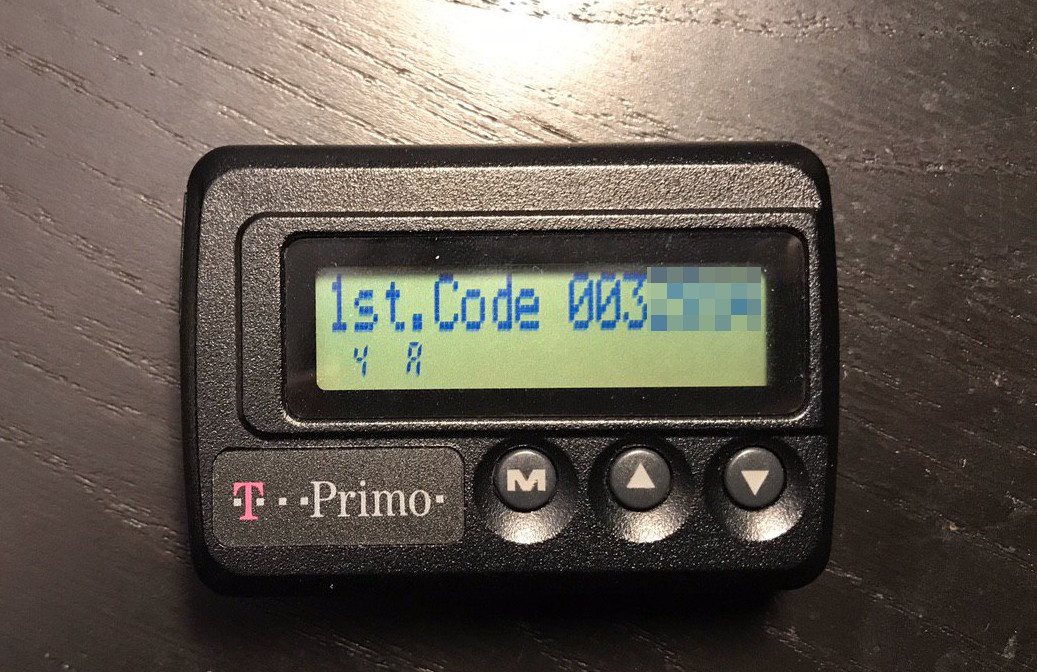 1st.Code 003
4 A
T · · · Primo ·
M